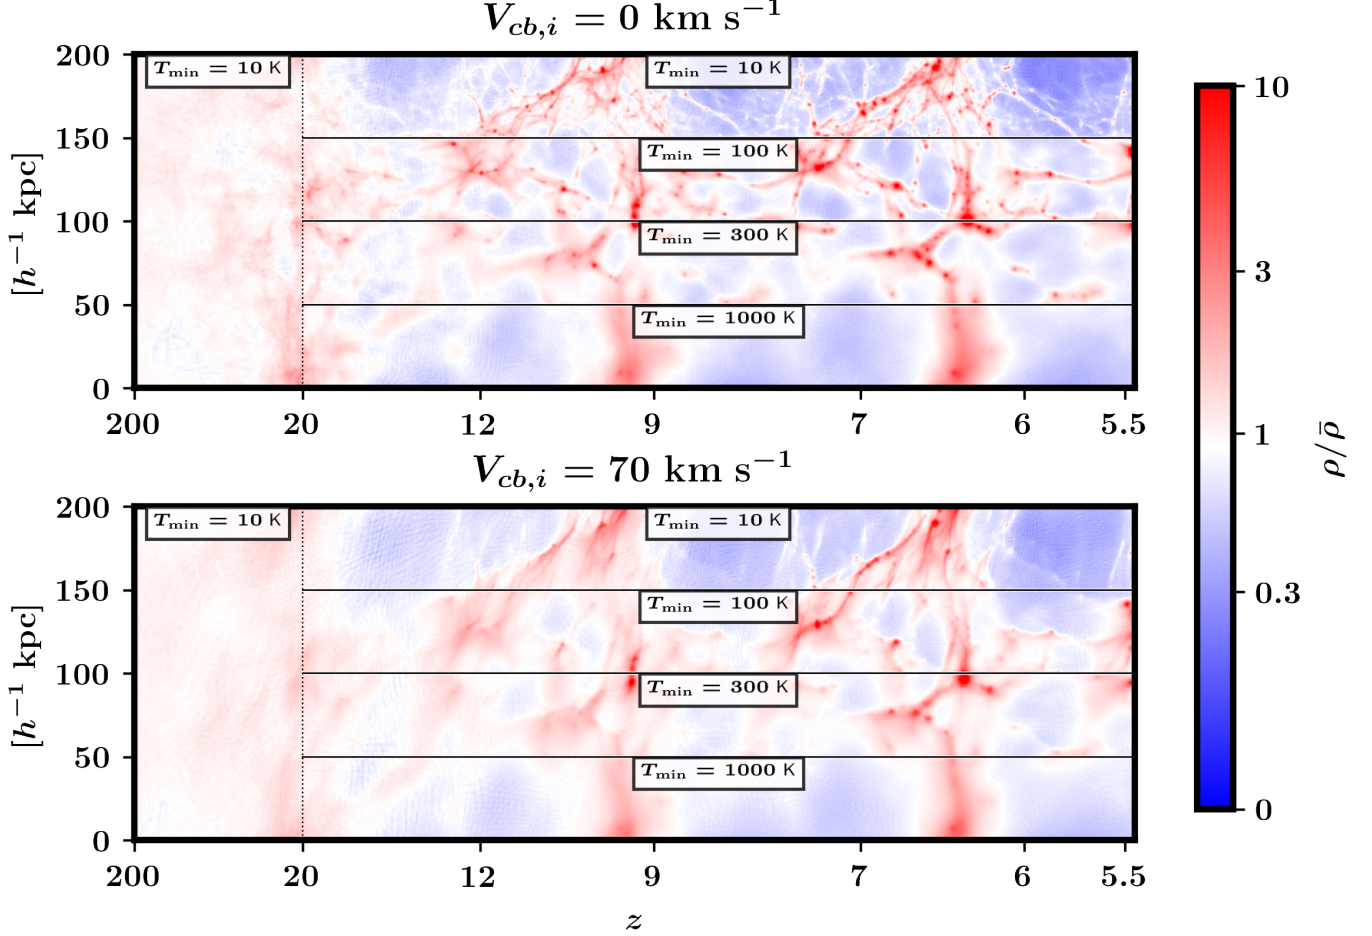 V_{cb,i} = 0 km s^{-1}
T_min = 10 K
T_min = 10 K
T_min = 100 K
T_min = 300 K
T_min = 1000 K
200
150
100
50
0
[h^{-1} kpc]
200 20 12 9 7 6 5.5
V_{cb,i} = 70 km s^{-1}
T_min = 10 K
T_min = 10 K
T_min = 100 K
T_min = 300 K
T_min = 1000 K
200
150
100
50
0
[h^{-1} kpc]
200 20 12 9 7 6 5.5
z
10
3
1
0.3
0
ρ/ρ̄